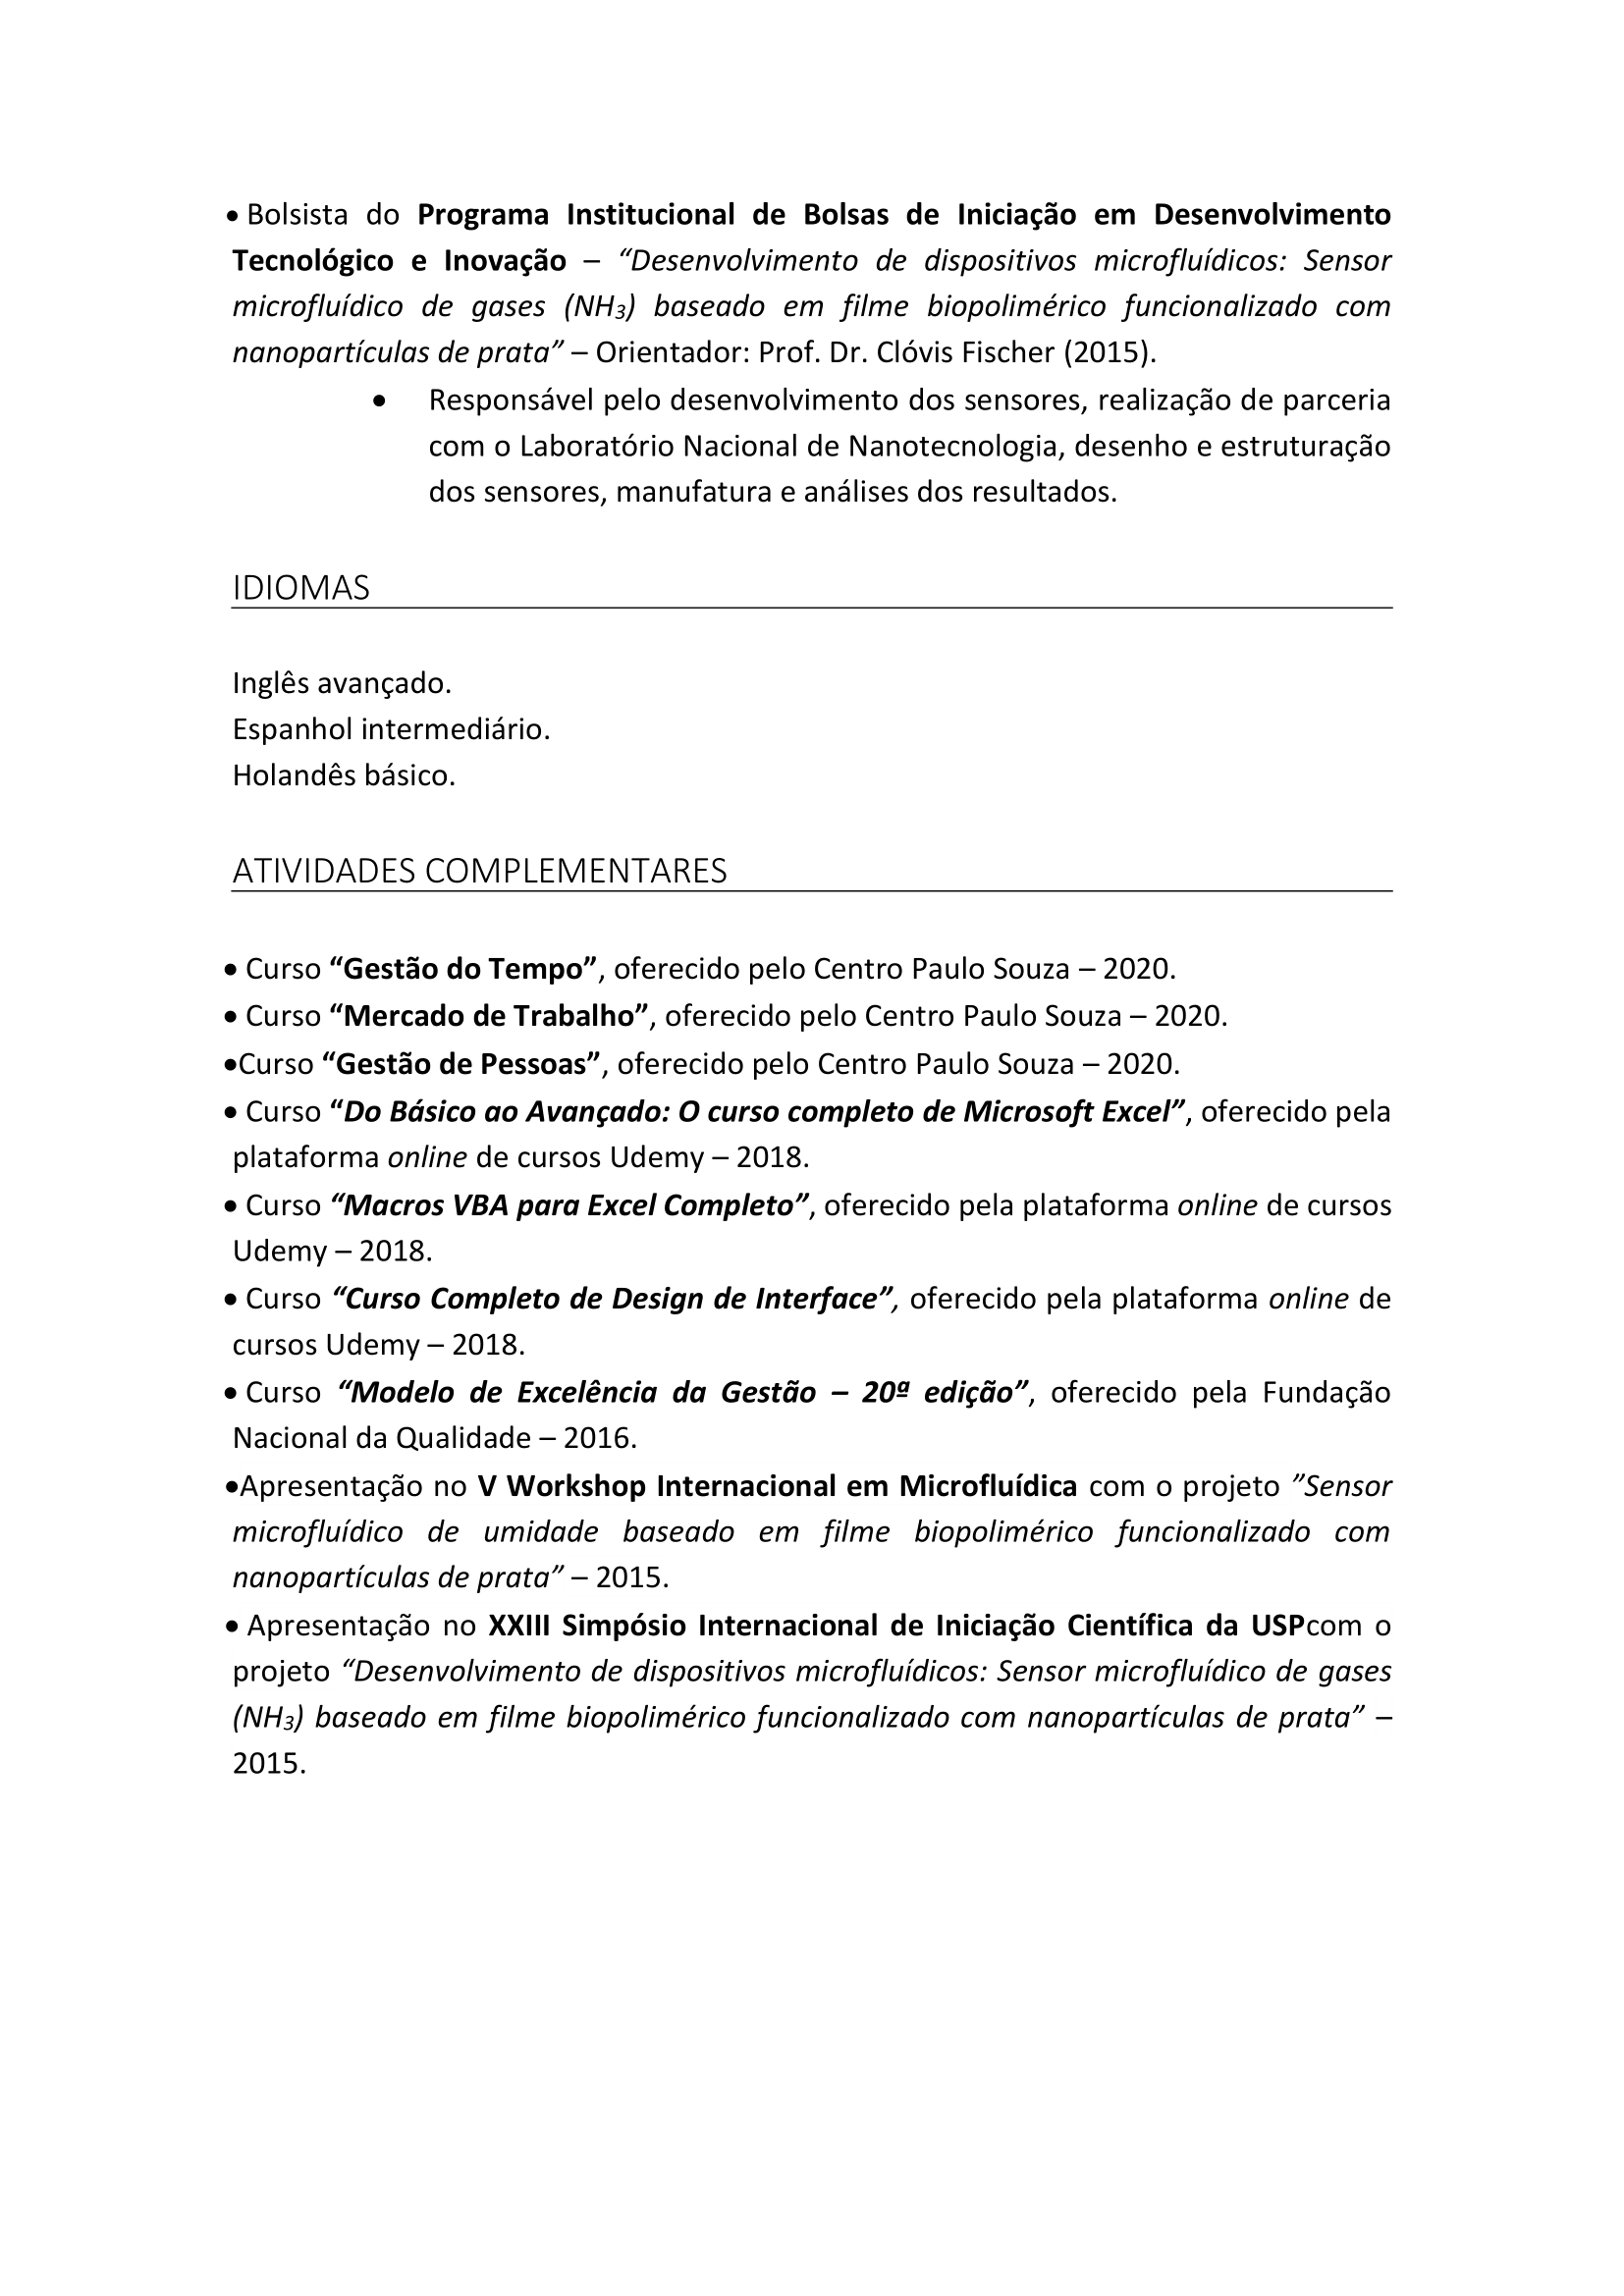 • Bolsista do Programa Institucional de Bolsas de Iniciação em Desenvolvimento
Tecnológico e Inovação – “Desenvolvimento de dispositivos microfluídicos: Sensor
microfluídico de gases (NH₃) baseado em filme biopolimérico funcionalizado com
nanopartículas de prata” – Orientador: Prof. Dr. Clóvis Fischer (2015).
• Responsável pelo desenvolvimento dos sensores, realização de parceria
com o Laboratório Nacional de Nanotecnologia, desenho e estruturação
dos sensores, manufatura e análises dos resultados.
IDIOMAS
Inglês avançado.
Espanhol intermediário.
Holandês básico.
ATIVIDADES COMPLEMENTARES
• Curso “Gestão do Tempo”, oferecido pelo Centro Paulo Souza – 2020.
• Curso “Mercado de Trabalho”, oferecido pelo Centro Paulo Souza – 2020.
•Curso “Gestão de Pessoas”, oferecido pelo Centro Paulo Souza – 2020.
• Curso “Do Básico ao Avançado: O curso completo de Microsoft Excel”, oferecido pela
plataforma online de cursos Udemy – 2018.
• Curso “Macros VBA para Excel Completo”, oferecido pela plataforma online de cursos
Udemy – 2018.
• Curso “Curso Completo de Design de Interface”, oferecido pela plataforma online de
cursos Udemy – 2018.
• Curso “Modelo de Excelência da Gestão – 20ª edição”, oferecido pela Fundação
Nacional da Qualidade – 2016.
•Apresentação no V Workshop Internacional em Microfluídica com o projeto ”Sensor
microfluídico de umidade baseado em filme biopolimérico funcionalizado com
nanopartículas de prata” – 2015.
• Apresentação no XXIII Simpósio Internacional de Iniciação Científica da USPcom o
projeto “Desenvolvimento de dispositivos microfluídicos: Sensor microfluídico de gases
(NH₃) baseado em filme biopolimérico funcionalizado com nanopartículas de prata” –
2015.